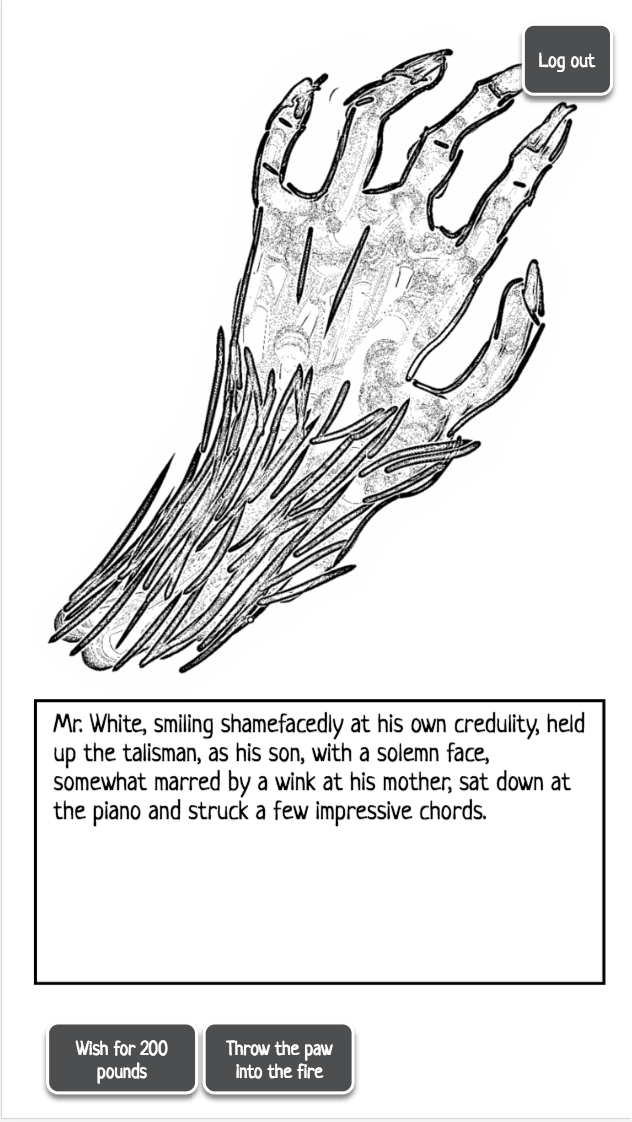 Log out
Mr. White, smiling shamefacedly at his own credulity, held
up the talisman, as his son, with a solemn face,
somewhat marred by a wink at his mother, sat down at
the piano and struck a few impressive chords.
Wish for 200
pounds
Throw the paw
into the fire